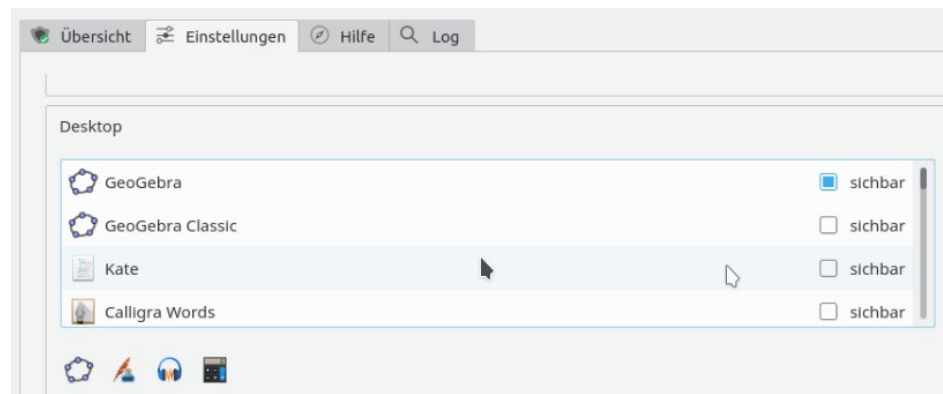 Übersicht Einstellungen Hilfe Log
Desktop
GeoGebra sichbar
GeoGebra Classic sichbar
Kate sichbar
Calligra Words sichbar